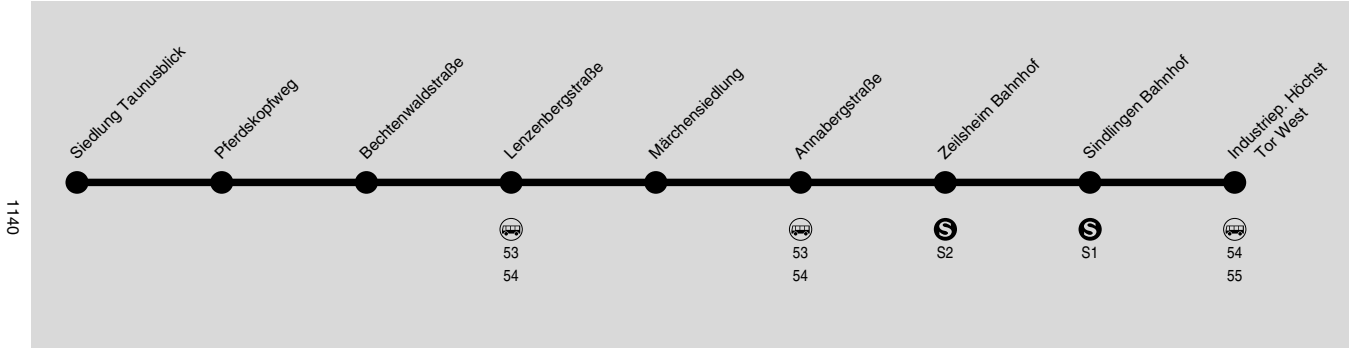 Siedlung Taunusblick
Pferdskopfweg
Bechtenwaldstraße
Lenzenbergstraße
Märchensiedlung
Annabergstraße
Zeilsheim Bahnhof
Sindlingen Bahnhof
Industriep. Höchst
Tor West
53
54
53
54
S
S2
S
S1
54
55
1140